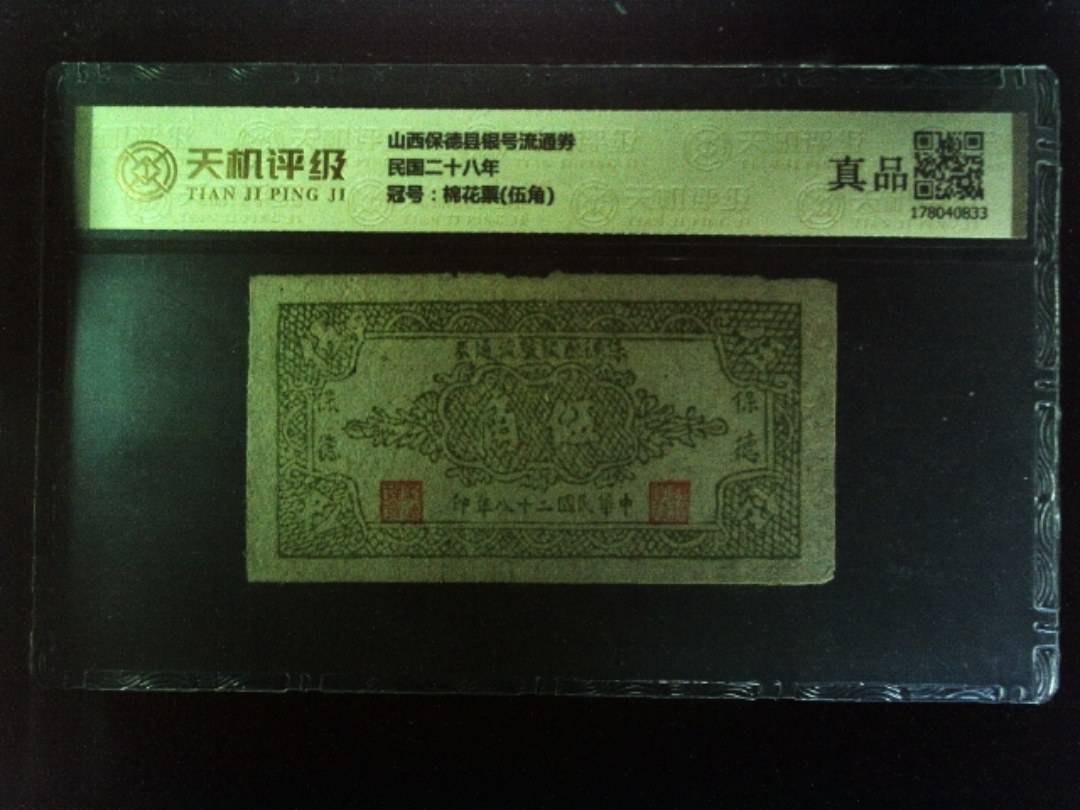 天机评级
TIAN JI PING JI
山西保德县银号流通券
民国二十八年
冠号：棉花票(伍角)
真品
178040833
角 伍
保德
保德
印年八十二國民華中